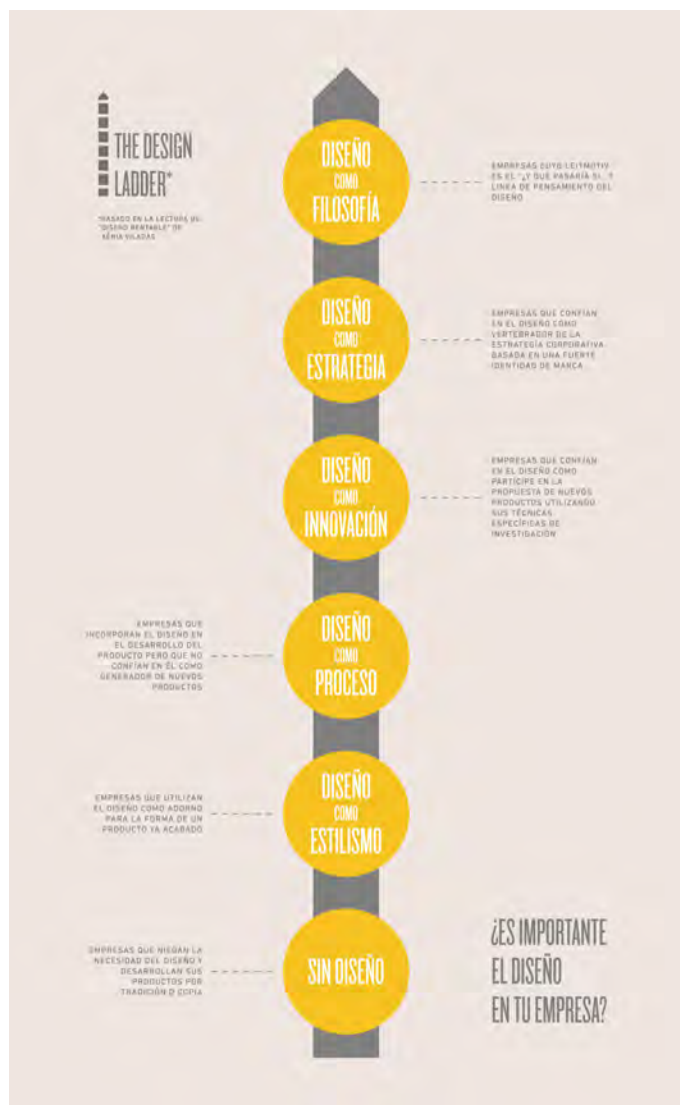 THE DESIGN
LADDER*
*BASADO EN LA LECTURA DE:
"DISEÑO RENTABLE" DE
XÈNIA VILADAS
DISEÑO
COMO
FILOSOFÍA
EMPRESAS CUYO LEITMOTIV
ES EL "¿Y QUÉ PASARÍA SI.. Y
LÍNEA DE PENSAMIENTO DEL
DISEÑO
DISEÑO
COMO
ESTRATEGIA
EMPRESAS QUE CONFÍAN
EN EL DISEÑO COMO
VERTEBRADOR DE LA
ESTRATEGÍA CORPORATIVA
BASADA EN UNA FUERTE
IDENTIDAD DE MARCA
DISEÑO
COMO
INNOVACIÓN
EMPRESAS QUE CONFÍAN
EN EL DISEÑO COMO
PARTÍCIPE EN LA
PROPUESTA DE NUEVOS
PRODUCTOS UTILIZANDO
SUS TÉCNICAS
ESPECÍFICAS DE
INVESTIGACIÓN
EMPRESAS QUE
INCORPORAN EL DISEÑO EN
EL DESARROLLO DEL
PRODUCTO PERO QUE NO
CONFÍAN EN ÉL COMO
GENERADOR DE NUEVOS
PRODUCTOS
DISEÑO
COMO
PROCESO
EMPRESAS QUE UTILIZAN
EL DISEÑO COMO ADORNO
PARA LA FORMA DE UN
PRODUCTO YA ACABADO
DISEÑO
COMO
ESTILISMO
EMPRESAS QUE NIEGAN LA
NECESIDAD DEL DISEÑO Y
DESARROLLAN SUS
PRODUCTOS POR
TRADICIÓN O COPIA
SIN DISEÑO
¿ES IMPORTANTE
EL DISEÑO
EN TU EMPRESA?